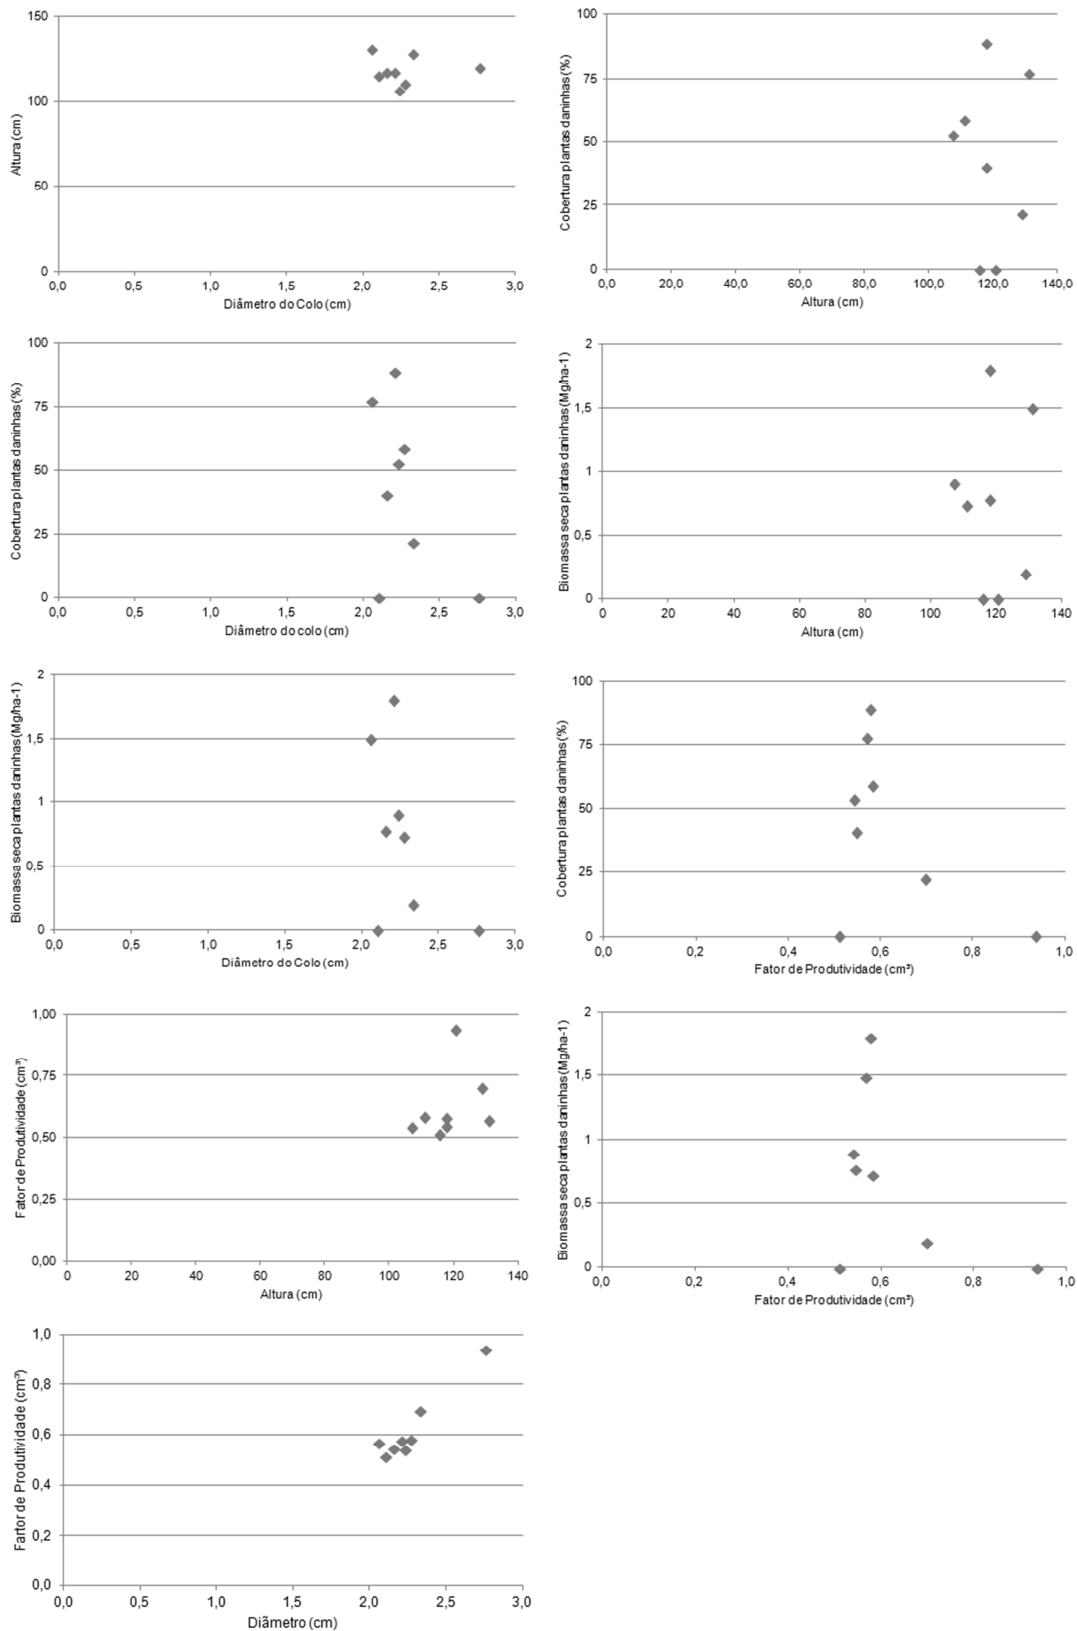 150
100
50
0
0,0 0,5 1,0 1,5 2,0 2,5 3,0
Altura (cm)
Diâmetro do Colo (cm)
100
75
50
25
0
0,0 20,0 40,0 60,0 80,0 100,0 120,0 140,0
Cobertura plantas daninhas (%)
Altura (cm)
100
75
50
25
0
0,0 0,5 1,0 1,5 2,0 2,5 3,0
Cobertura plantas daninhas (%)
Diâmetro do colo (cm)
2
1,5
1
0,5
0
0 20 40 60 80 100 120 140
Biomassa seca plantas daninhas (Mg/ha-1)
Altura (cm)
2
1,5
1
0,5
0
0,0 0,5 1,0 1,5 2,0 2,5 3,0
Biomassa seca plantas daninhas (Mg/ha-1)
Diâmetro do Colo (cm)
100
75
50
25
0
0,0 0,2 0,4 0,6 0,8 1,0
Cobertura plantas daninhas (%)
Fator de Produtividade (cm³)
1,00
0,75
0,50
0,25
0,00
0 20 40 60 80 100 120 140
Fator de Produtividade (cm³)
Altura (cm)
2
1,5
1
0,5
0
0,0 0,2 0,4 0,6 0,8 1,0
Biomassa seca plantas daninhas (Mg/ha-1)
Fator de Produtividade (cm³)
1,0
0,8
0,6
0,4
0,2
0,0
0,0 0,5 1,0 1,5 2,0 2,5 3,0
Fartor de Produtividade (cm³)
Diãmetro (cm)